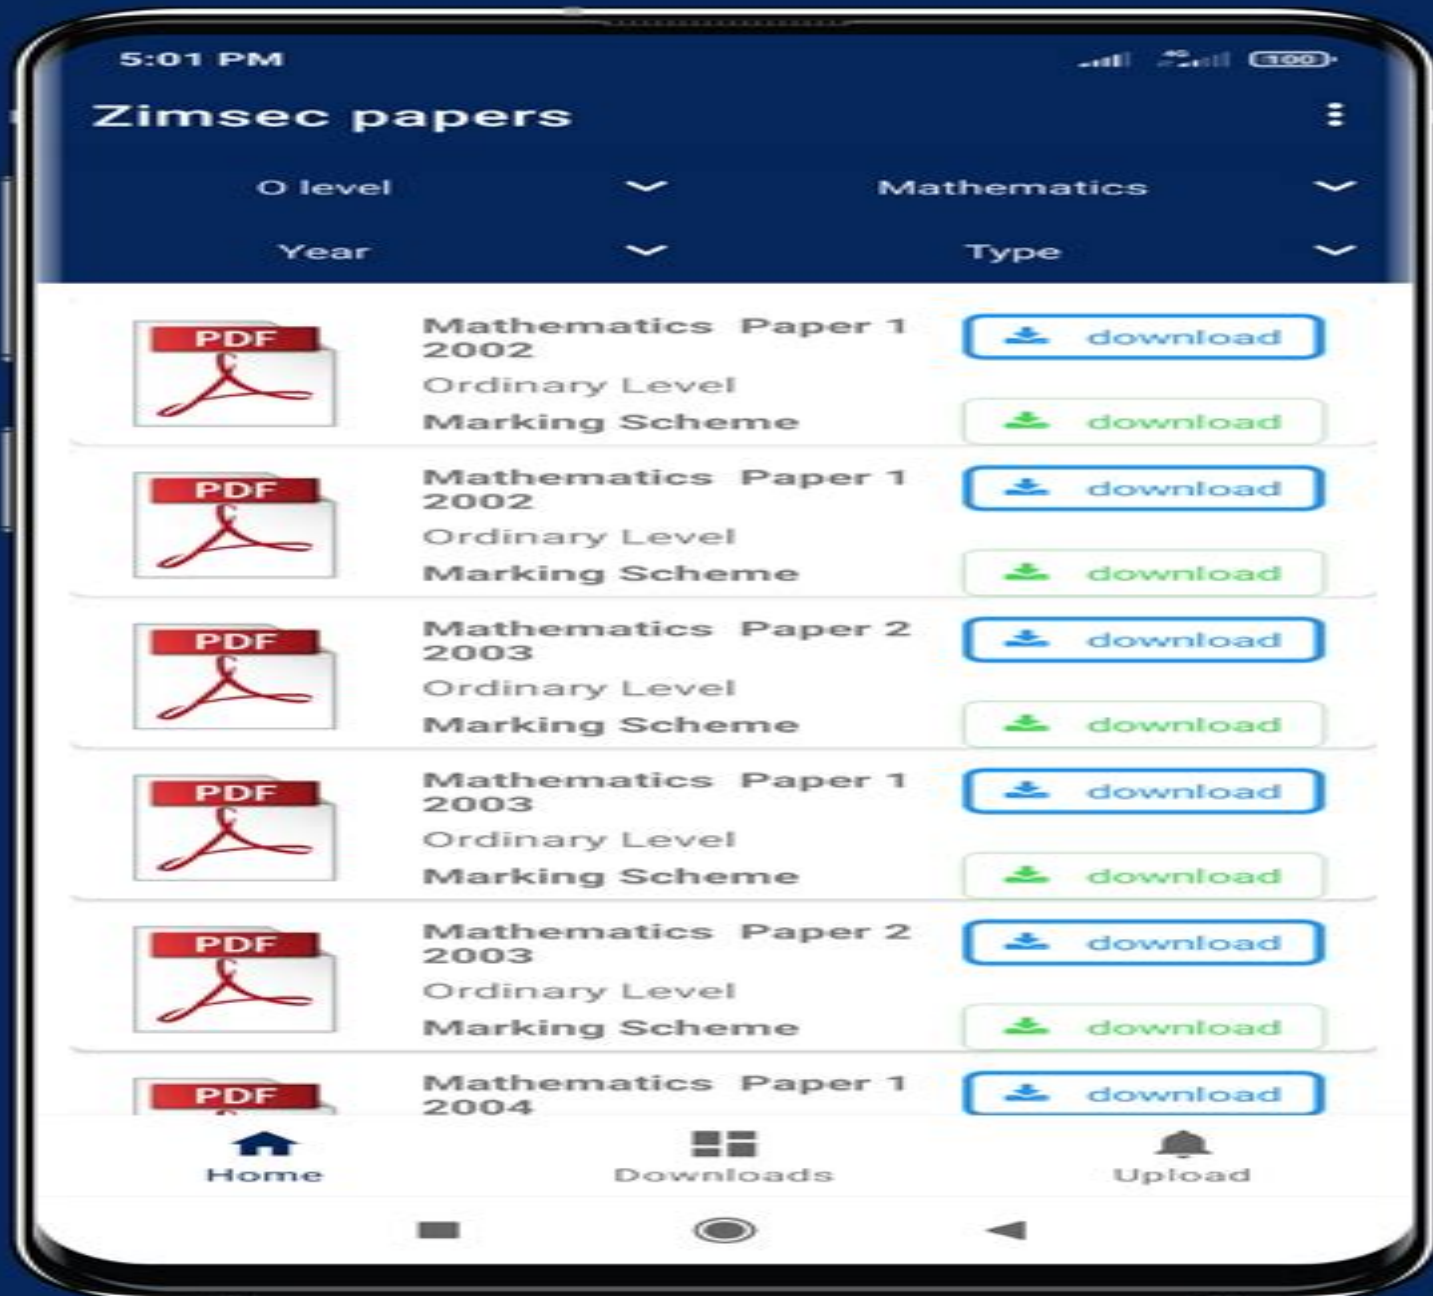 5:01 PM
4G
100
Zimsec papers
O level
Mathematics
Year
Type
PDF
Mathematics Paper 1
2002
download
Ordinary Level
Marking Scheme
download
PDF
Mathematics Paper 1
2002
download
Ordinary Level
Marking Scheme
download
PDF
Mathematics Paper 2
2003
download
Ordinary Level
Marking Scheme
download
PDF
Mathematics Paper 1
2003
download
Ordinary Level
Marking Scheme
download
PDF
Mathematics Paper 2
2003
download
Ordinary Level
Marking Scheme
download
PDF
Mathematics Paper 1
2004
download
Home
Downloads
Upload